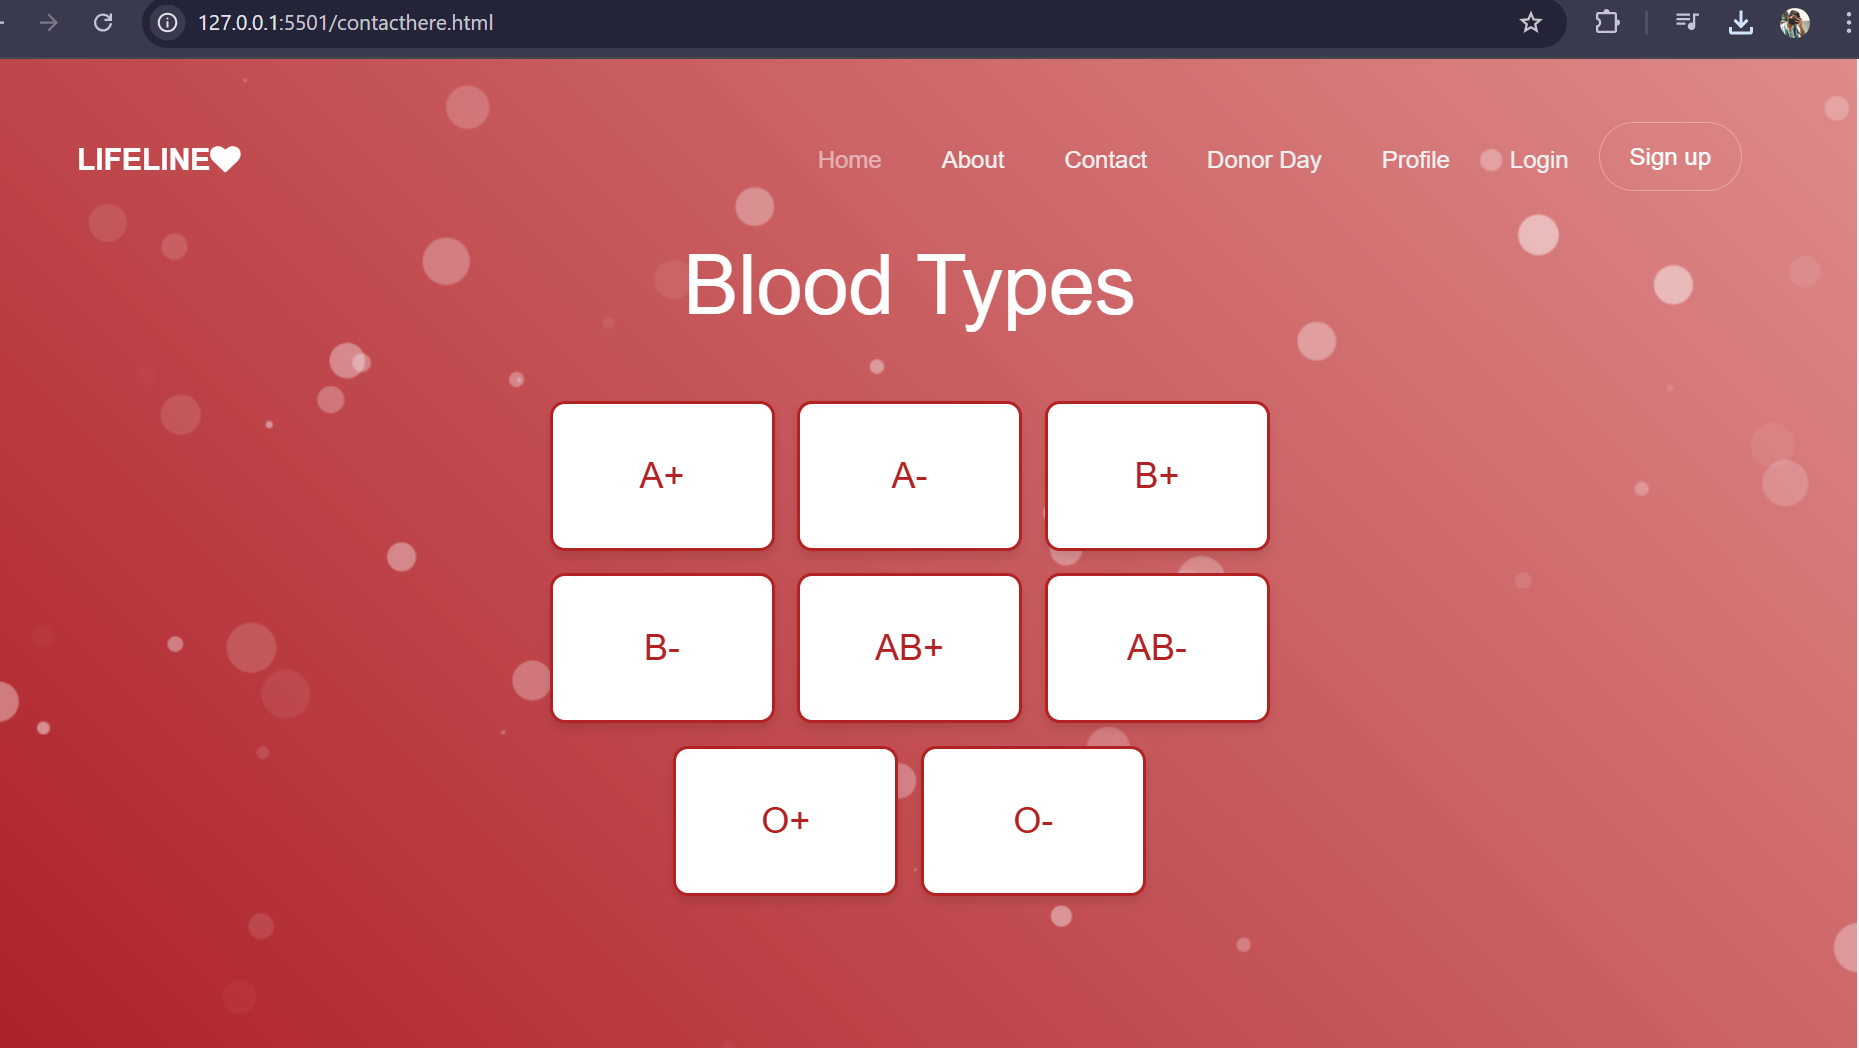 127.0.0.1:5501/contacthere.html
LIFELINE
Home About Contact Donor Day Profile Login Sign up
Blood Types
A+ A- B+
B- AB+ AB-
O+ O-